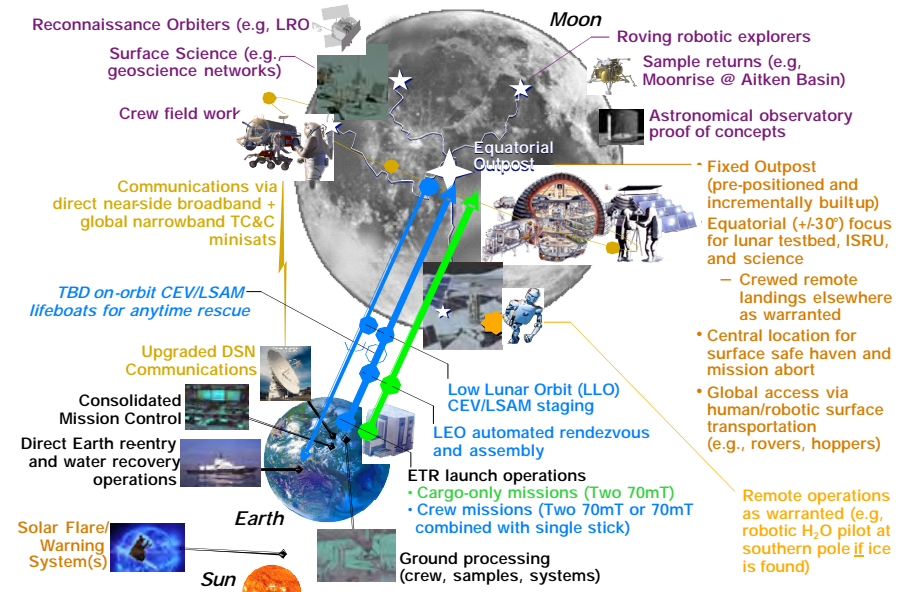 Moon
Reconnaissance Orbiters (e.g, LRO
Surface Science (e.g.,
geoscience networks)
Crew field work
Roving robotic explorers
Sample returns (e.g,
Moonrise @ Aitken Basin)
Astronomical observatory
proof of concepts
Equatorial
Outpost
Communications via
direct near-side broadband +
global narrowband TC&C
minisats
• Fixed Outpost
(pre-positioned and
incrementally built-up)
• Equatorial (+/-30°) focus
for lunar testbed, ISRU,
and science
– Crewed remote
landings elsewhere
as warranted
• Central location for
surface safe haven and
mission abort
• Global access via
human/robotic surface
transportation
(e.g., rovers, hoppers)
TBD on-orbit CEV/LSAM
lifeboats for anytime rescue
Upgraded DSN
Communications
Consolidated
Mission Control
Direct Earth re-entry
and water recovery
operations
Low Lunar Orbit (LLO)
CEV/LSAM staging
LEO automated rendezvous
and assembly
ETR launch operations
• Cargo-only missions (Two 70mT)
• Crew missions (Two 70mT or 70mT
combined with single stick)
Earth
Solar Flare/
Warning
System(s)
Sun
Ground processing
(crew, samples, systems)
Remote operations
as warranted (e.g,
robotic H₂O pilot at
southern pole if ice
is found)